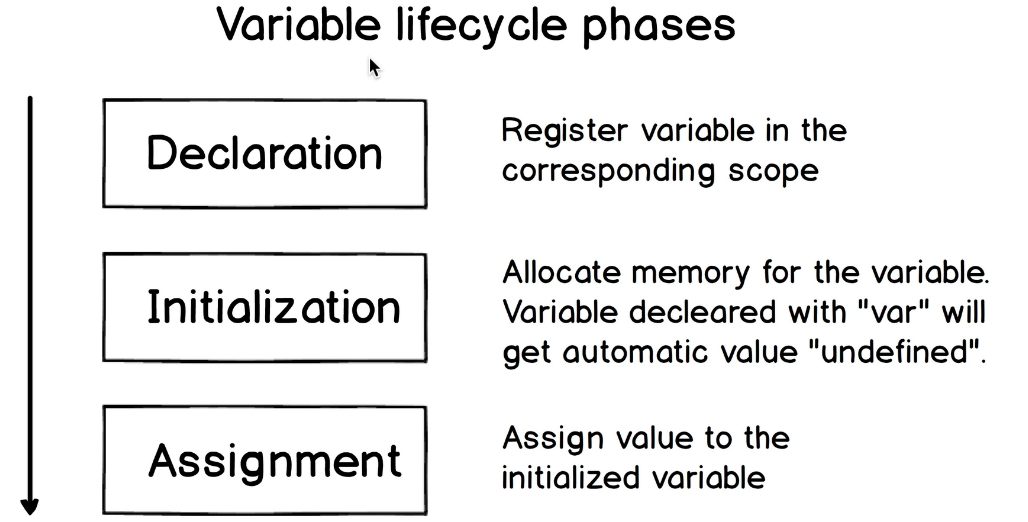 Variable lifecycle phases
Declaration
Register variable in the
corresponding scope
Initialization
Allocate memory for the variable.
Variable decleared with "var" will
get automatic value "undefined".
Assignment
Assign value to the
initialized variable